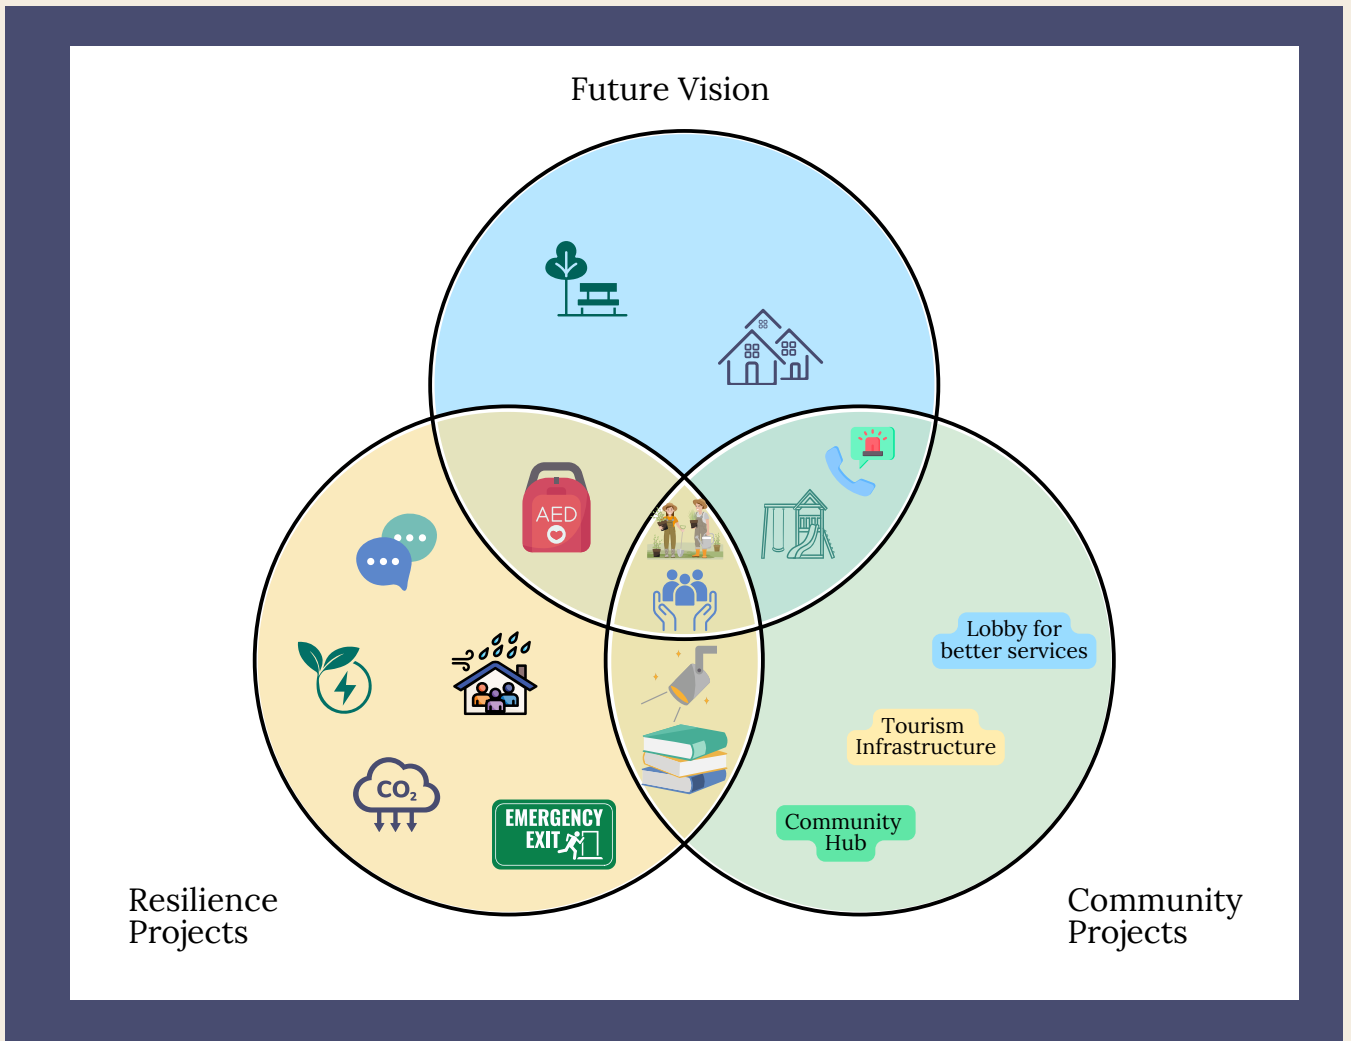 Future Vision
AED
Lobby for
better services
Tourism
Infrastructure
CO₂
EMERGENCY
EXIT
Community
Hub
Resilience
Projects
Community
Projects